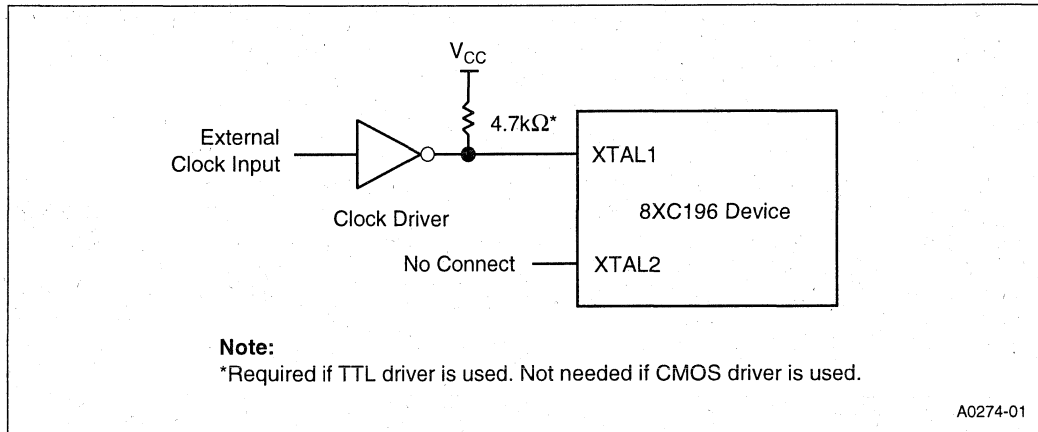 V_CC
4.7kΩ*
External
Clock Input
XTAL1
Clock Driver
8XC196 Device
No Connect
XTAL2
Note:
*Required if TTL driver is used. Not needed if CMOS driver is used.
A0274-01